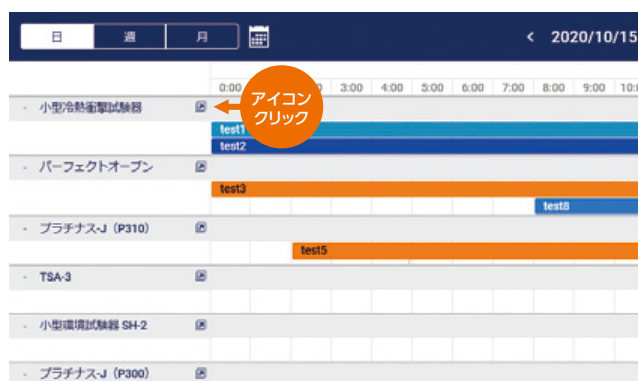 日 週 月 < 2020/10/15
0:00 3:00 4:00 5:00 6:00 7:00 8:00 9:00 10:
アイコン
クリック
- 小型冷熱衝撃試験器
test1
test2
- パーフェクトオーブン
test3
test8
- プラチナス-J（P310）
test5
- TSA-3
- 小型環境試験器 SH-2
- プラチナス-J（P300）